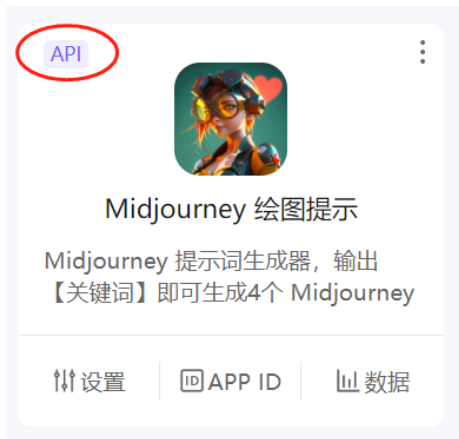 API
Midjourney 绘图提示
Midjourney 提示词生成器，输出
【关键词】即可生成4个 Midjourney
设置
ID APP ID
数据